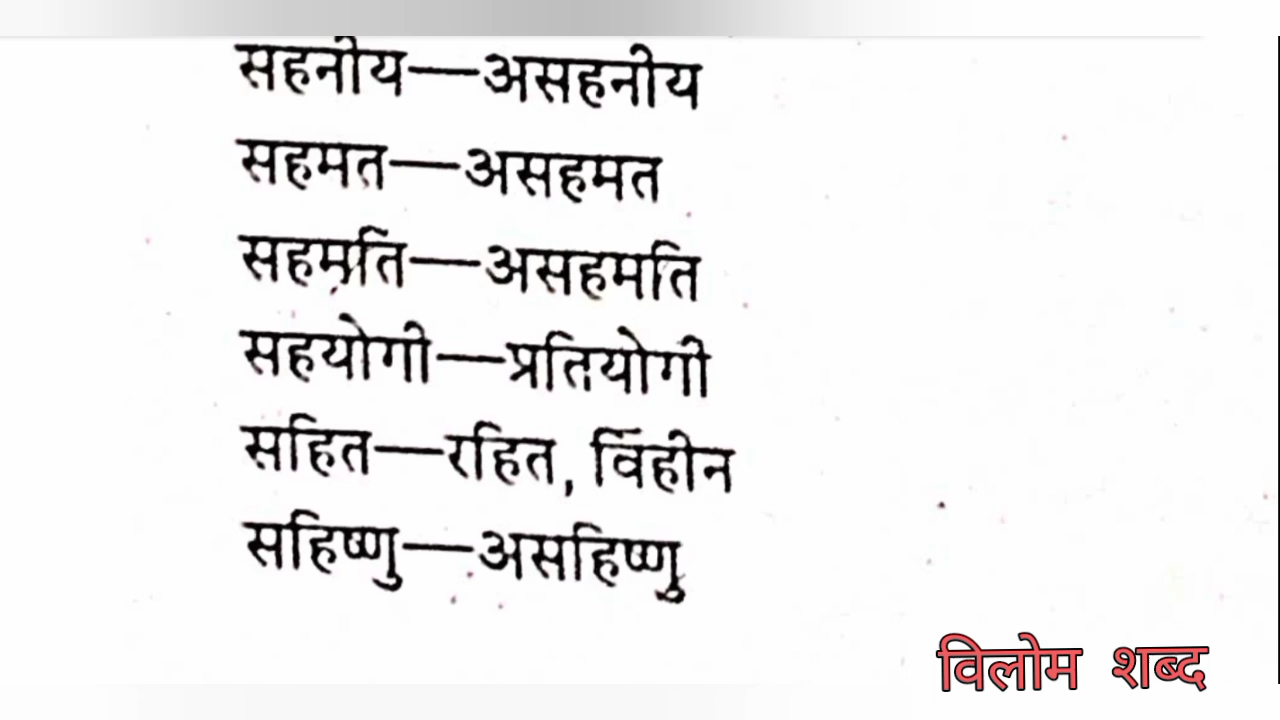 सहनीय—असहनीय
सहमत—असहमत
सहमति—असहमति
सहयोगी—प्रतियोगी
सहित—रहित, विहीन
सहिष्णु—असहिष्णु
विलोम शब्द